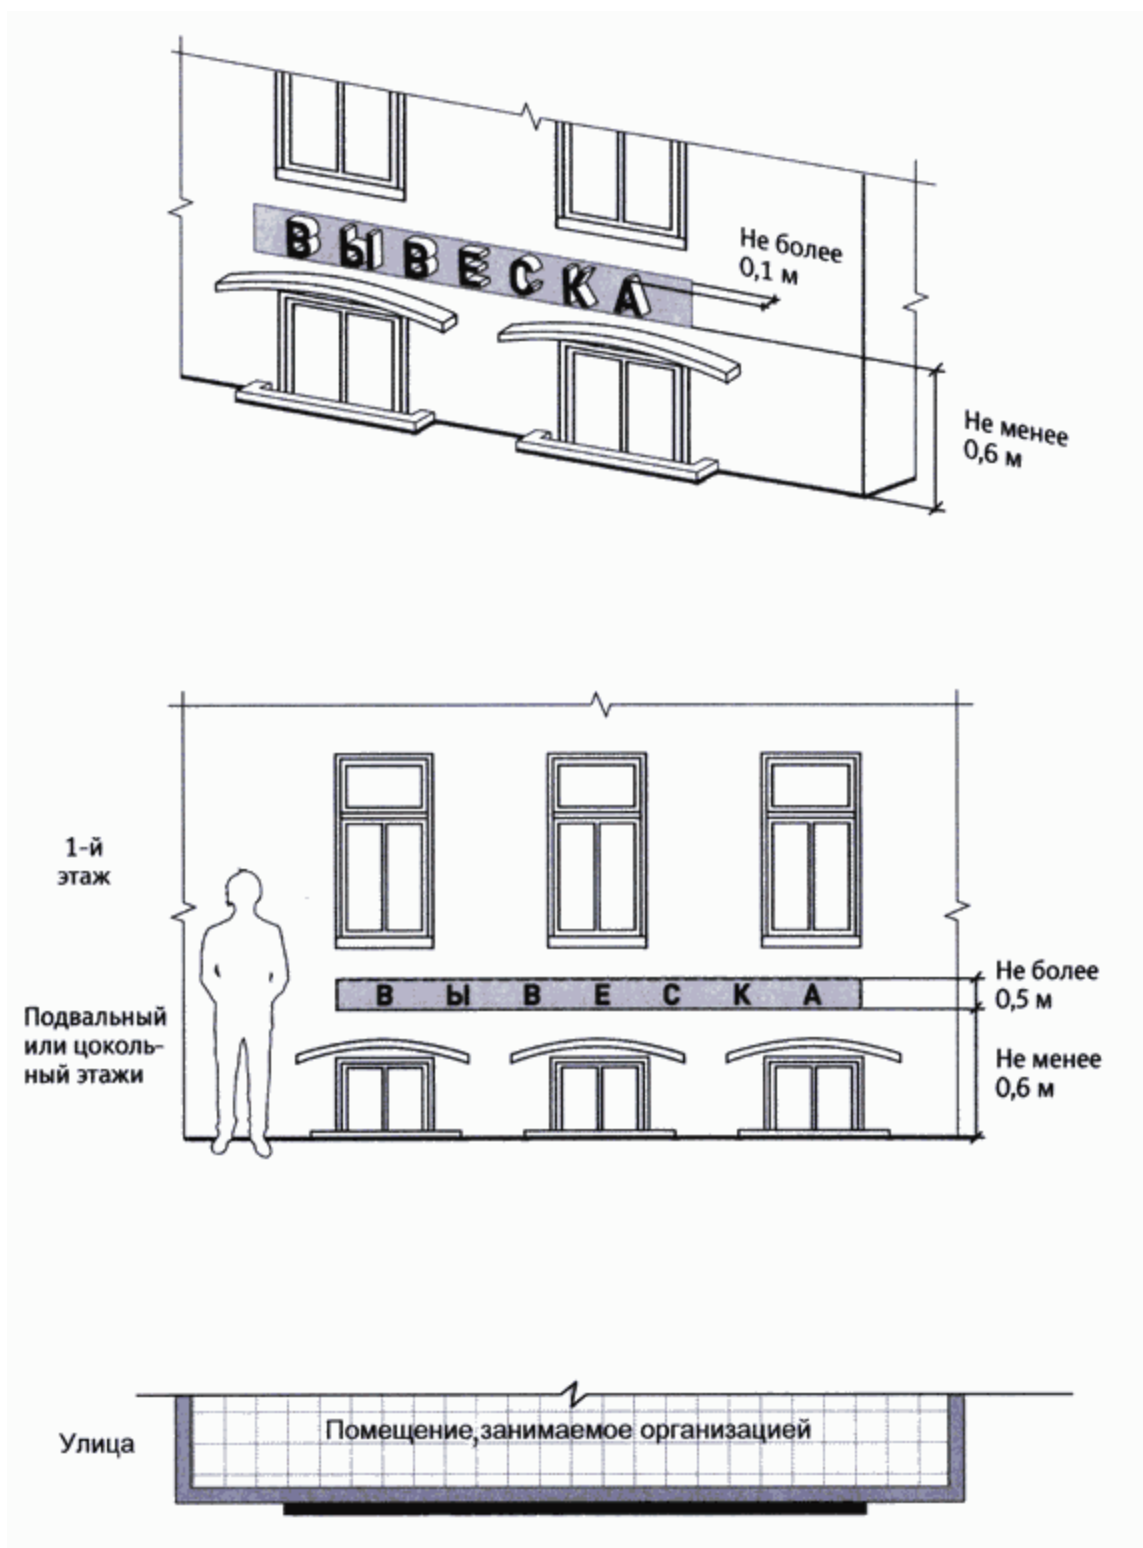 ВЫВЕСКА
Не более
0,1 м
Не менее
0,6 м
1-й
этаж
Подвальный
или цоколь-
ный этажи
ВЫВЕСКА
Не более
0,5 м
Не менее
0,6 м
Улица
Помещение,занимаемое организацией